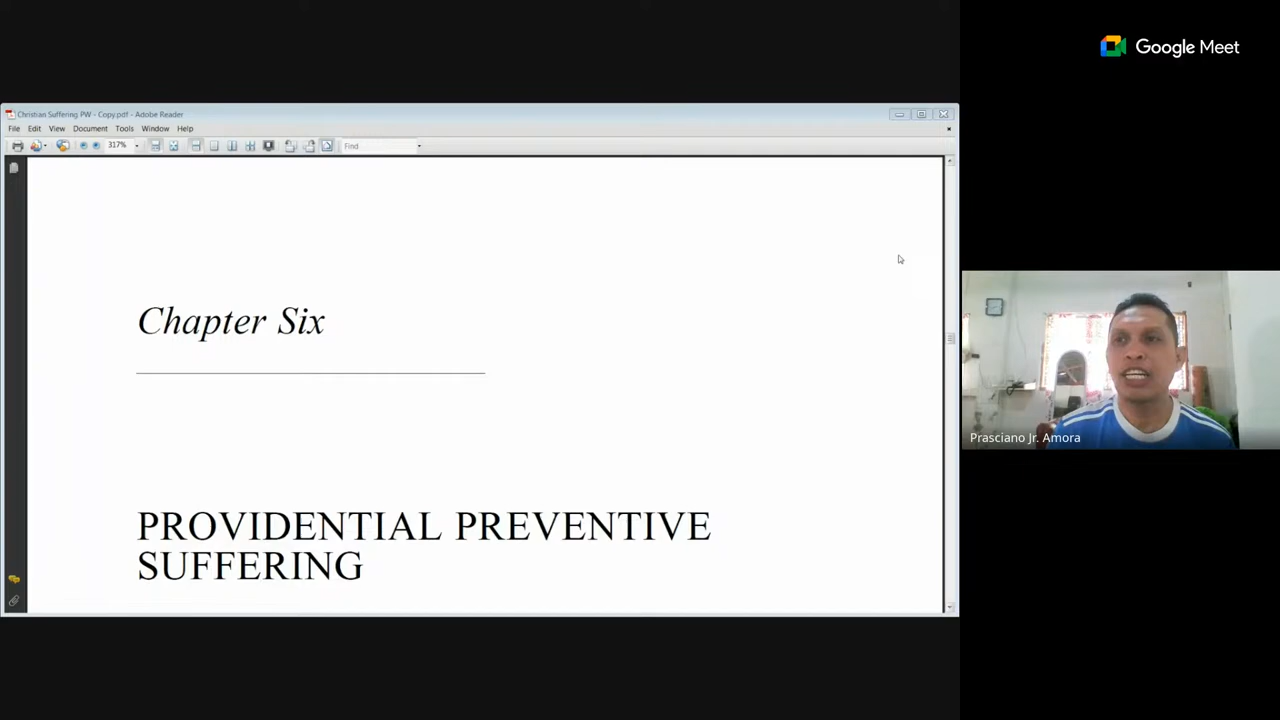 Google Meet
Christian Suffering PW - Copy.pdf - Adobe Reader
File Edit View Document Tools Window Help
317%
Find
Chapter Six
PROVIDENTIAL PREVENTIVE
SUFFERING
Prasciano Jr. Amora